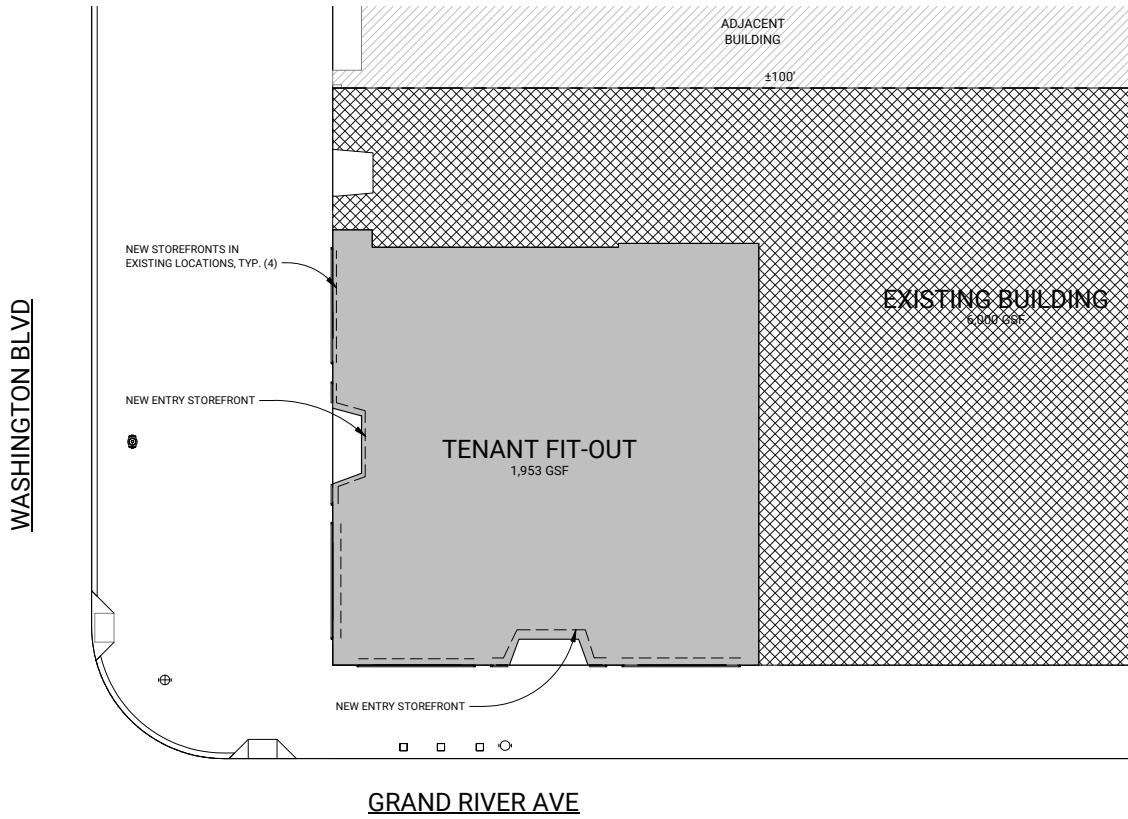 ADJACENT
BUILDING
±100'
NEW STOREFRONTS IN
EXISTING LOCATIONS, TYP. (4)
EXISTING BUILDING
6,000 GSF
WASHINGTON BLVD
NEW ENTRY STOREFRONT
TENANT FIT-OUT
1,953 GSF
NEW ENTRY STOREFRONT
GRAND RIVER AVE